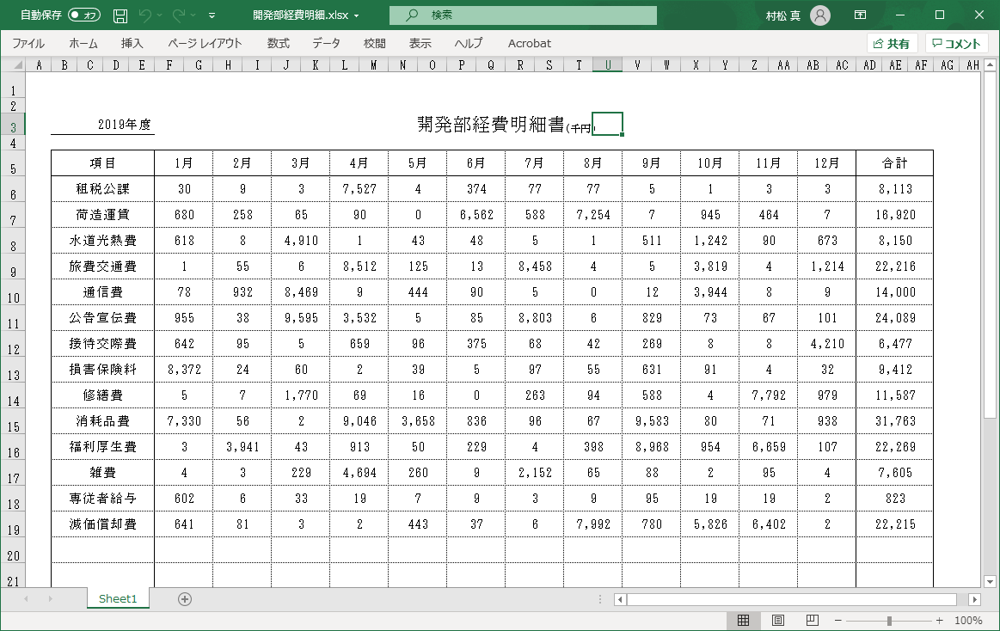 自動保存 オフ 開発部経費明細.xlsx 検索 村松 真
ファイル ホーム 挿入 ページ レイアウト 数式 データ 校閲 表示 ヘルプ Acrobat 共有 コメント
A B C D E F G H I J K L M N O P Q R S T U V W X Y Z AA AB AC AD AE AF AG AH
1
2
3 2019年度 開発部経費明細書(千円)
4
5 項目 1月 2月 3月 4月 5月 6月 7月 8月 9月 10月 11月 12月 合計
6 租税公課 30 9 3 7,527 4 374 77 77 5 1 3 3 8,113
7 荷造運賃 680 258 65 90 0 6,562 588 7,254 7 945 464 7 16,920
8 水道光熱費 618 8 4,910 1 43 48 5 1 511 1,242 90 673 8,150
9 旅費交通費 1 55 6 8,512 125 13 8,458 4 5 3,819 4 1,214 22,216
10 通信費 78 932 8,469 9 444 90 5 0 12 3,944 8 9 14,000
11 公告宣伝費 955 38 9,595 3,532 5 85 8,803 6 829 73 67 101 24,089
12 接待交際費 642 95 5 659 96 375 68 42 269 8 8 4,210 6,477
13 損害保険料 8,372 24 60 2 39 5 97 55 631 91 4 32 9,412
14 修繕費 5 7 1,770 69 16 0 263 94 588 4 7,792 979 11,587
15 消耗品費 7,330 56 2 9,046 3,658 836 96 67 9,583 80 71 938 31,763
16 福利厚生費 3 3,941 43 913 50 229 4 398 8,968 954 6,659 107 22,269
17 雑費 4 3 229 4,694 260 9 2,152 65 88 2 95 4 7,605
18 専従者給与 602 6 33 19 7 9 3 9 95 19 19 2 823
19 減価償却費 641 81 3 2 443 37 6 7,992 780 5,826 6,402 2 22,215
20
21
Sheet1
100%